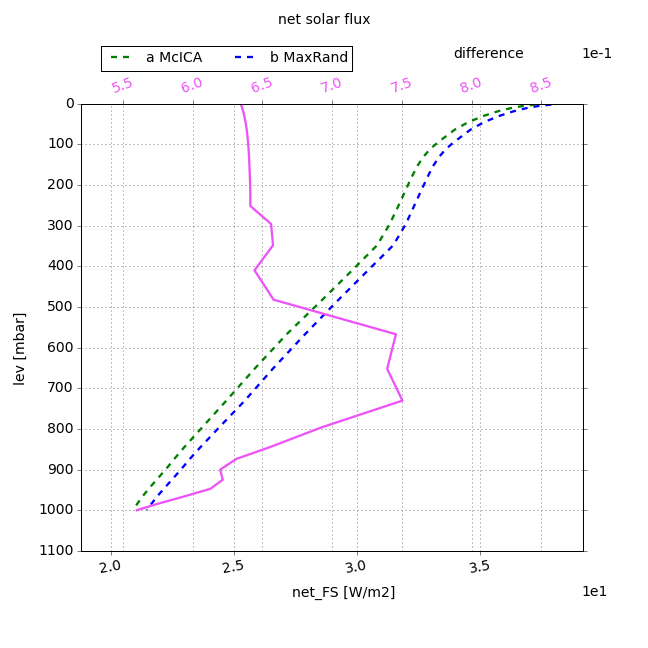 net solar flux
a McICA b MaxRand difference 1e-1
5.5 6.0 6.5 7.0 7.5 8.0 8.5
0
100
200
300
400
500
600
700
800
900
1000
1100
lev [mbar]
2.0 2.5 3.0 3.5
net_FS [W/m2] 1e1